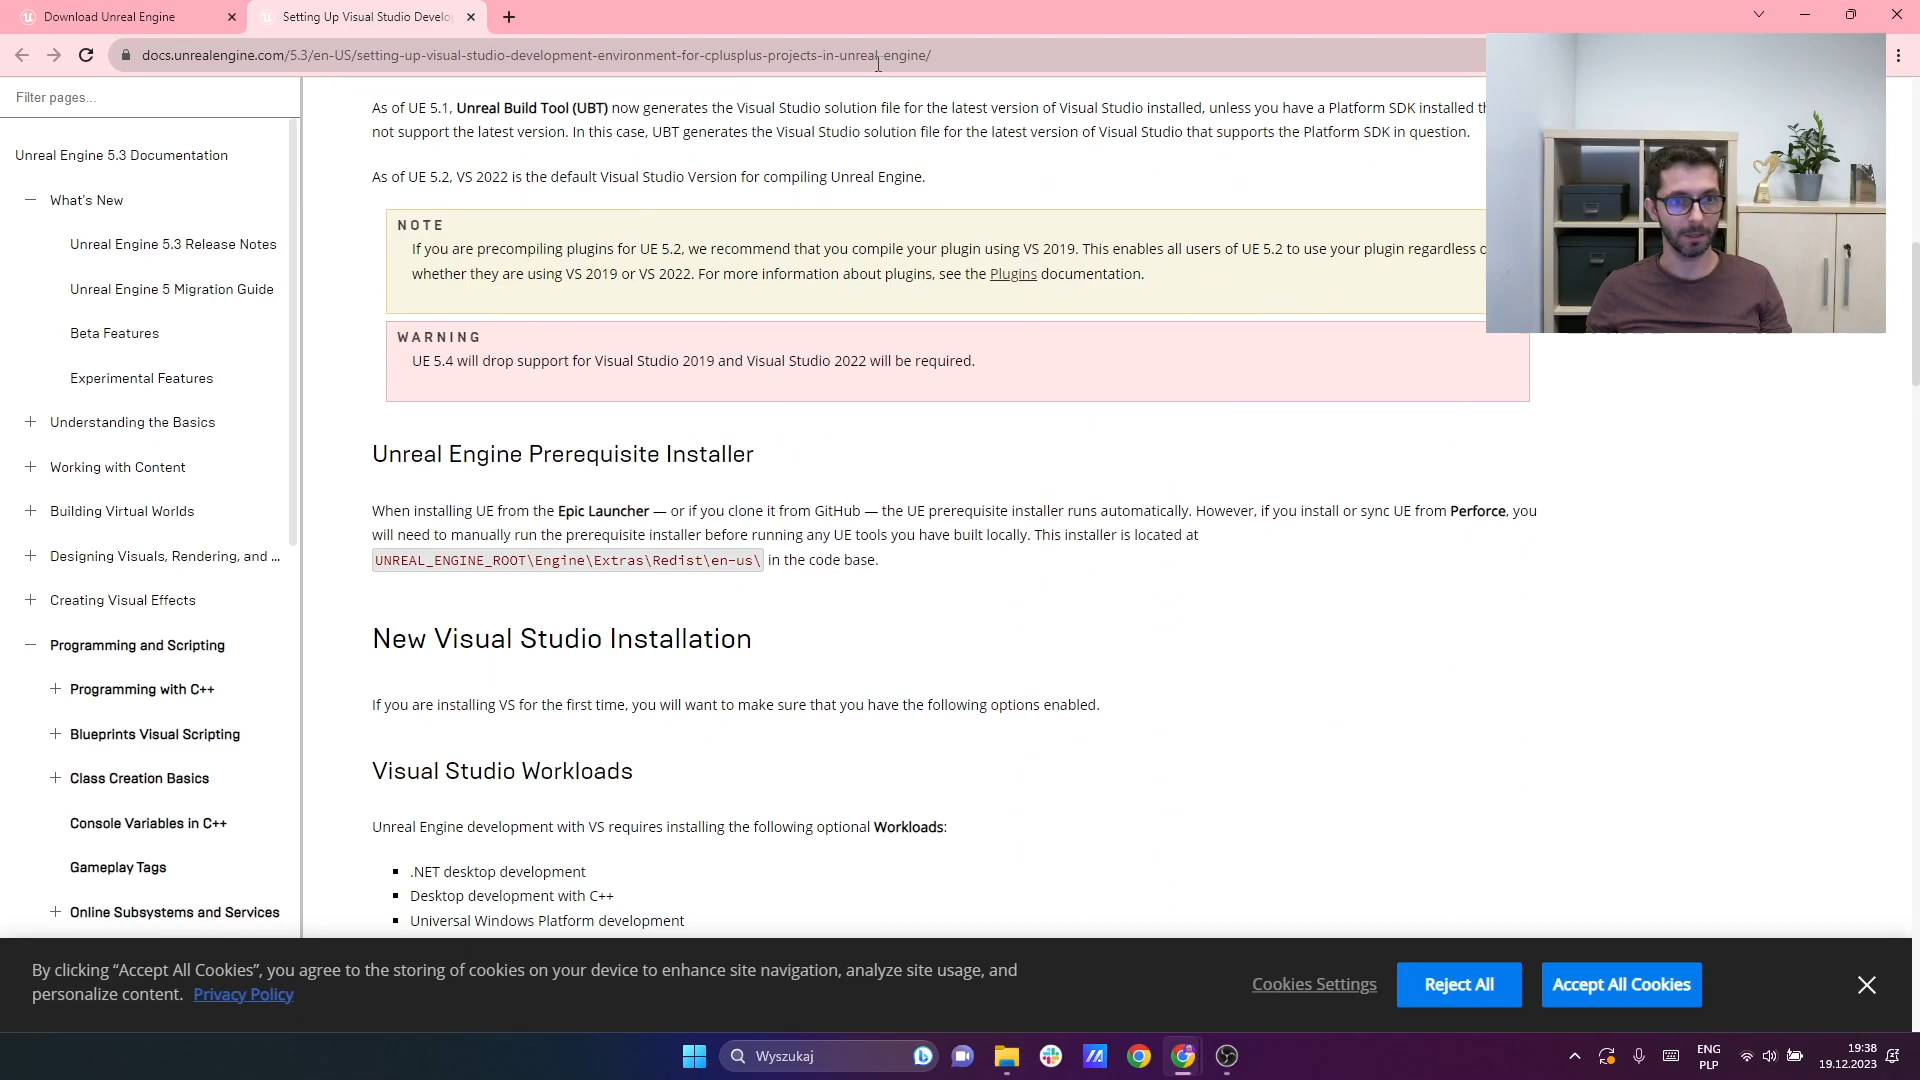 Download Unreal Engine
Setting Up Visual Studio Develo
docs.unrealengine.com/5.3/en-US/setting-up-visual-studio-development-environment-for-cplusplus-projects-in-unreal-engine/
Filter pages...
Unreal Engine 5.3 Documentation
What's New
Unreal Engine 5.3 Release Notes
Unreal Engine 5 Migration Guide
Beta Features
Experimental Features
Understanding the Basics
Working with Content
Building Virtual Worlds
Designing Visuals, Rendering, and ...
Creating Visual Effects
Programming and Scripting
Programming with C++
Blueprints Visual Scripting
Class Creation Basics
Console Variables in C++
Gameplay Tags
Online Subsystems and Services
As of UE 5.1, Unreal Build Tool (UBT) now generates the Visual Studio solution file for the latest version of Visual Studio installed, unless you have a Platform SDK installed
not support the latest version. In this case, UBT generates the Visual Studio solution file for the latest version of Visual Studio that supports the Platform SDK in question.
As of UE 5.2, VS 2022 is the default Visual Studio Version for compiling Unreal Engine.
NOTE
If you are precompiling plugins for UE 5.2, we recommend that you compile your plugin using VS 2019. This enables all users of UE 5.2 to use your plugin regardless
whether they are using VS 2019 or VS 2022. For more information about plugins, see the Plugins documentation.
WARNING
UE 5.4 will drop support for Visual Studio 2019 and Visual Studio 2022 will be required.
Unreal Engine Prerequisite Installer
When installing UE from the Epic Launcher — or if you clone it from GitHub — the UE prerequisite installer runs automatically. However, if you install or sync UE from Perforce, you
will need to manually run the prerequisite installer before running any UE tools you have built locally. This installer is located at
UNREAL_ENGINE_ROOT\Engine\Extras\Redist\en-us\ in the code base.
New Visual Studio Installation
If you are installing VS for the first time, you will want to make sure that you have the following options enabled.
Visual Studio Workloads
Unreal Engine development with VS requires installing the following optional Workloads:
.NET desktop development
Desktop development with C++
Universal Windows Platform development
By clicking “Accept All Cookies”, you agree to the storing of cookies on your device to enhance site navigation, analyze site usage, and
personalize content. Privacy Policy
Cookies Settings
Reject All
Accept All Cookies
Wyszukaj
ENG
PLP
19:38
19.12.2023